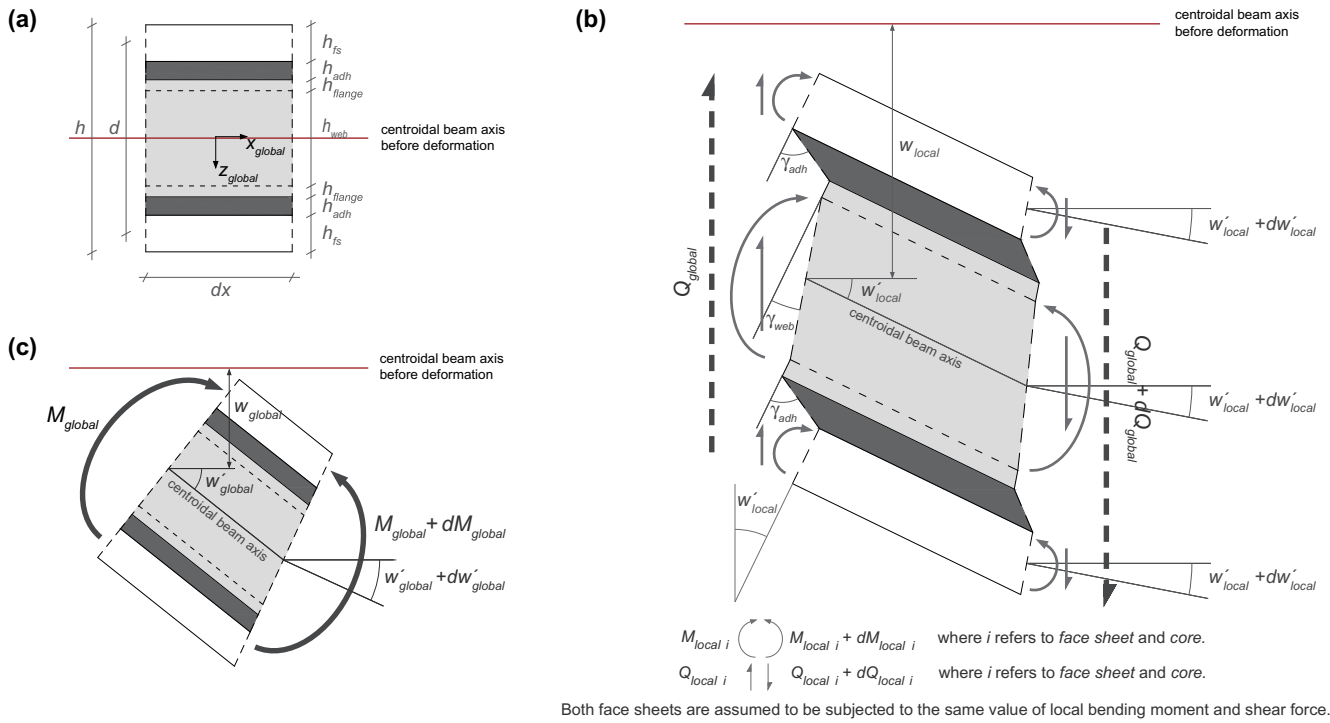 (a)
h_fs
h_adh
h_flange
h
d
h_web
centroidal beam axis
before deformation
x_global
z_global
h_flange
h_adh
h_fs
dx
(b)
centroidal beam axis
before deformation
w_local
γ_adh
w′_local + dw′_local
Q_global
w′_local
γ_web
centroidal beam axis
Q_global + dQ_global
w′_local + dw′_local
γ_adh
w′_local
w′_local + dw′_local
M_local i M_local i + dM_local i where i refers to face sheet and core.
Q_local i Q_local i + dQ_local i where i refers to face sheet and core.
Both face sheets are assumed to be subjected to the same value of local bending moment and shear force.
(c)
centroidal beam axis
before deformation
M_global
w_global
w′_global
centroidal beam axis
M_global + dM_global
w′_global + dw′_global